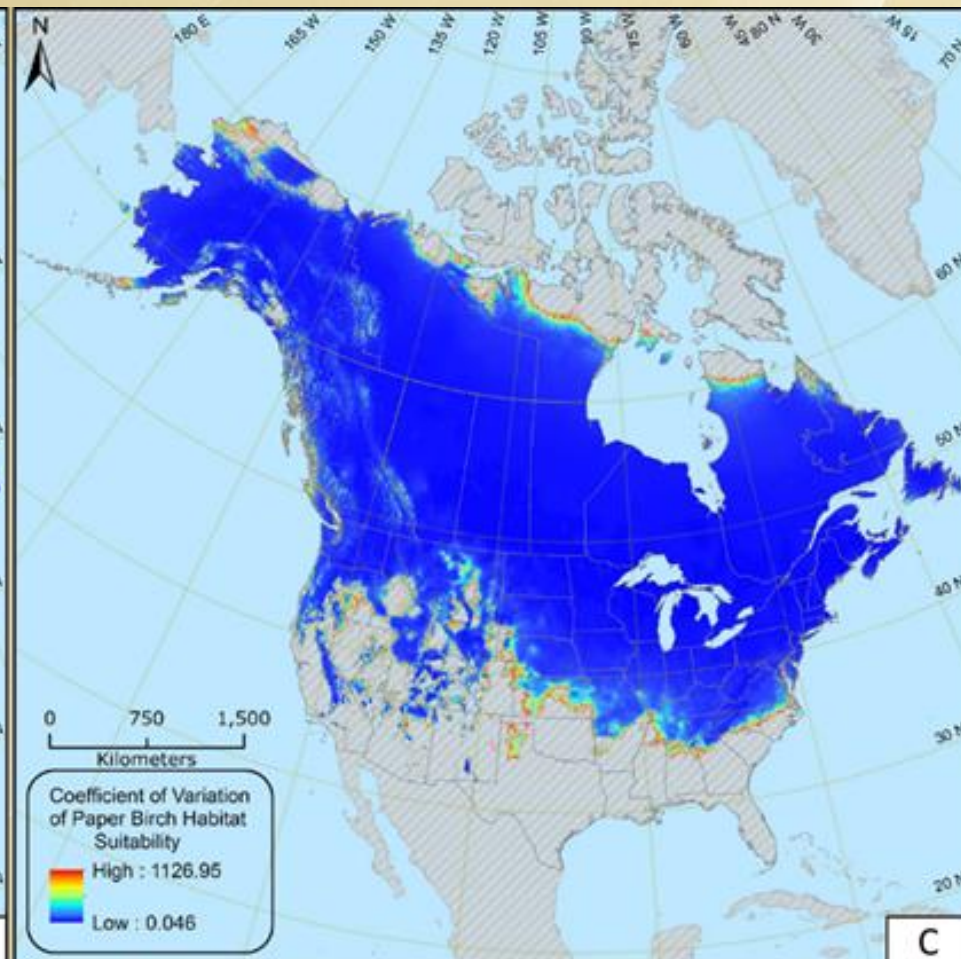 N
180 E
165 W
150 W
135 W
120 W
105 W
90 W
75 W
60 W
45 W
80 N
30 W
15 W
70 N
60 N
50 N
40 N
30 N
20 N
0 750 1,500
Kilometers
Coefficient of Variation
of Paper Birch Habitat
Suitability
High : 1126.95
Low : 0.046
C